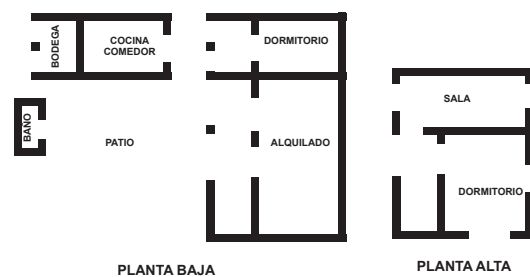 BODEGA
COCINA
COMEDOR
DORMITORIO
SALA
BAÑO
PATIO
ALQUILADO
DORMITORIO
PLANTA BAJA
PLANTA ALTA